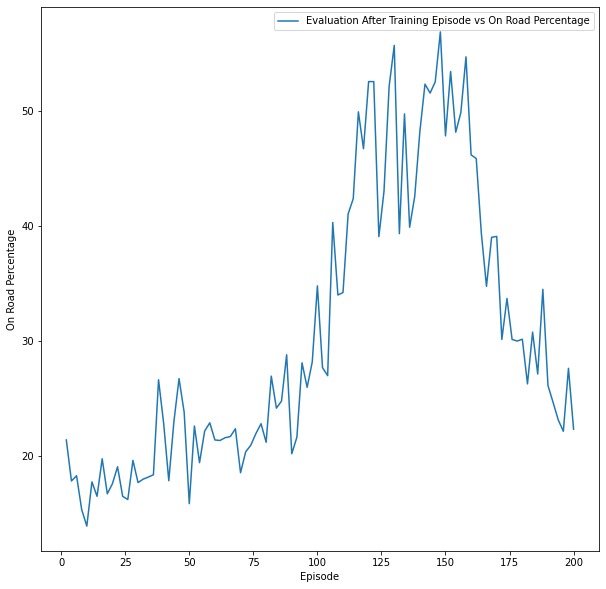 Evaluation After Training Episode vs On Road Percentage
50
40
30
20
On Road Percentage
0 25 50 75 100 125 150 175 200
Episode